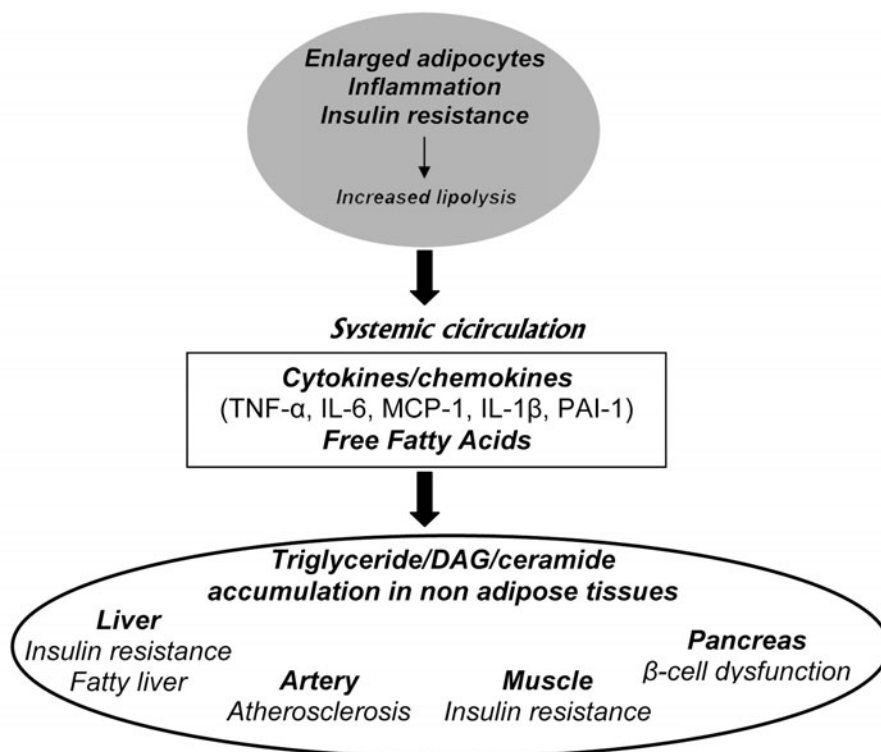 Enlarged adipocytes
Inflammation
Insulin resistance
Increased lipolysis
Systemic cicirculation
Cytokines/chemokines
(TNF-α, IL-6, MCP-1, IL-1β, PAI-1)
Free Fatty Acids
Triglyceride/DAG/ceramide
accumulation in non adipose tissues
Liver
Insulin resistance
Fatty liver
Artery
Atherosclerosis
Muscle
Insulin resistance
Pancreas
β-cell dysfunction